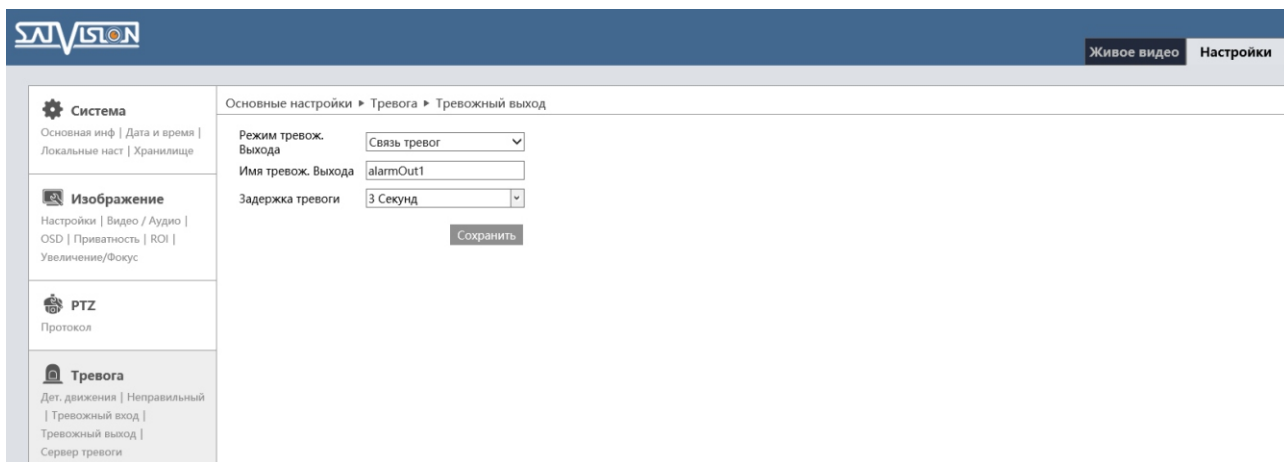 SATVISION
Живое видео
Настройки
Система
Основная инф | Дата и время |
Локальные наст | Хранилище
Изображение
Настройки | Видео / Аудио |
OSD | Приватность | ROI |
Увеличение/Фокус
PTZ
Протокол
Тревога
Дет. движения | Неправильный
| Тревожный вход |
Тревожный выход |
Сервер тревоги
Основные настройки ▶ Тревога ▶ Тревожный выход
Режим тревож.
Выхода
Связь тревог
Имя тревож. Выхода
alarmOut1
Задержка тревоги
3 Секунд
Сохранить